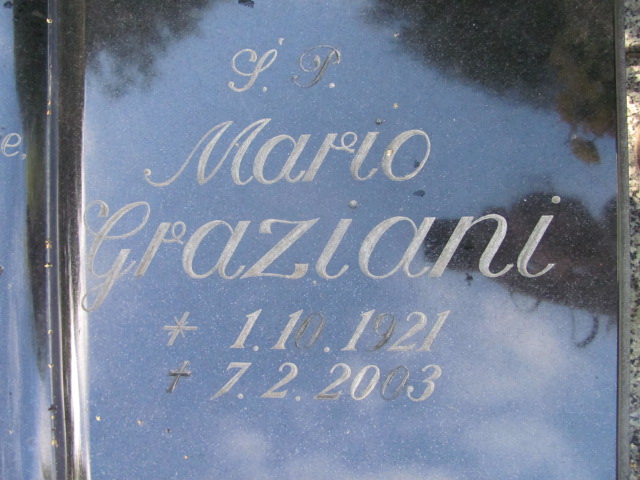 Ś. P.
Mario
Graziani
* 1.10.1921
† 7.2.2003
e,